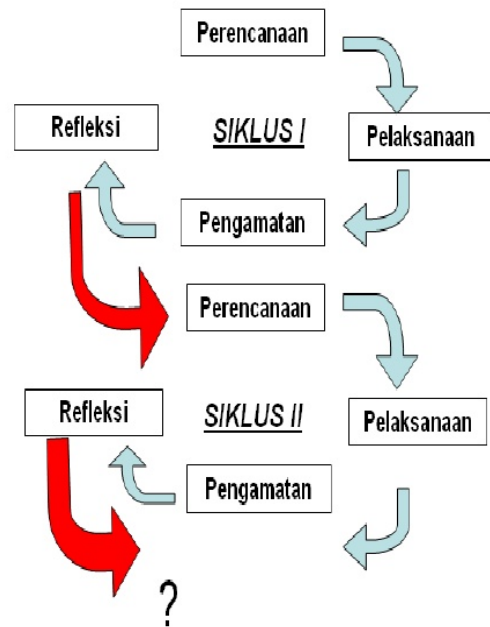 Perencanaan
Refleksi
SIKLUS I
Pelaksanaan
Pengamatan
Perencanaan
Refleksi
SIKLUS II
Pelaksanaan
Pengamatan
?